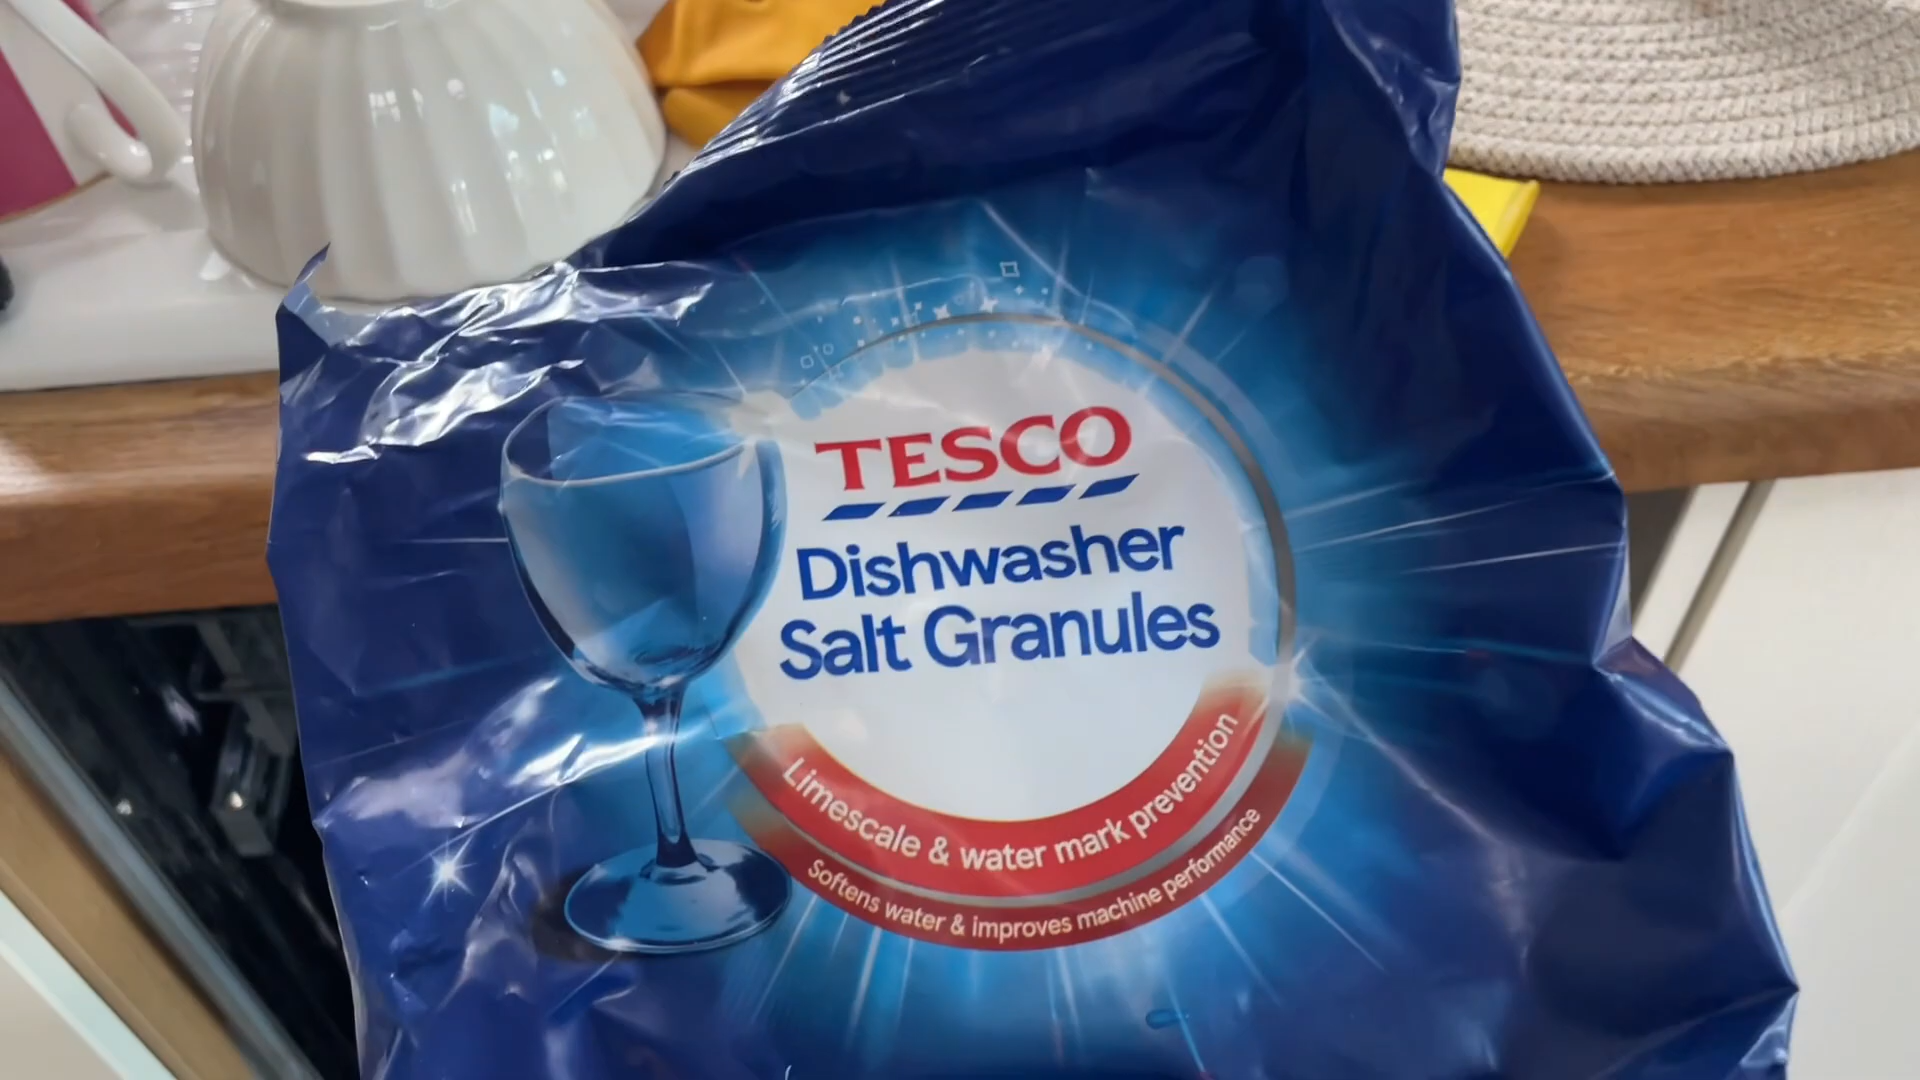 TESCO
Dishwasher
Salt Granules
Limescale & water mark prevention
Softens water & improves machine performance